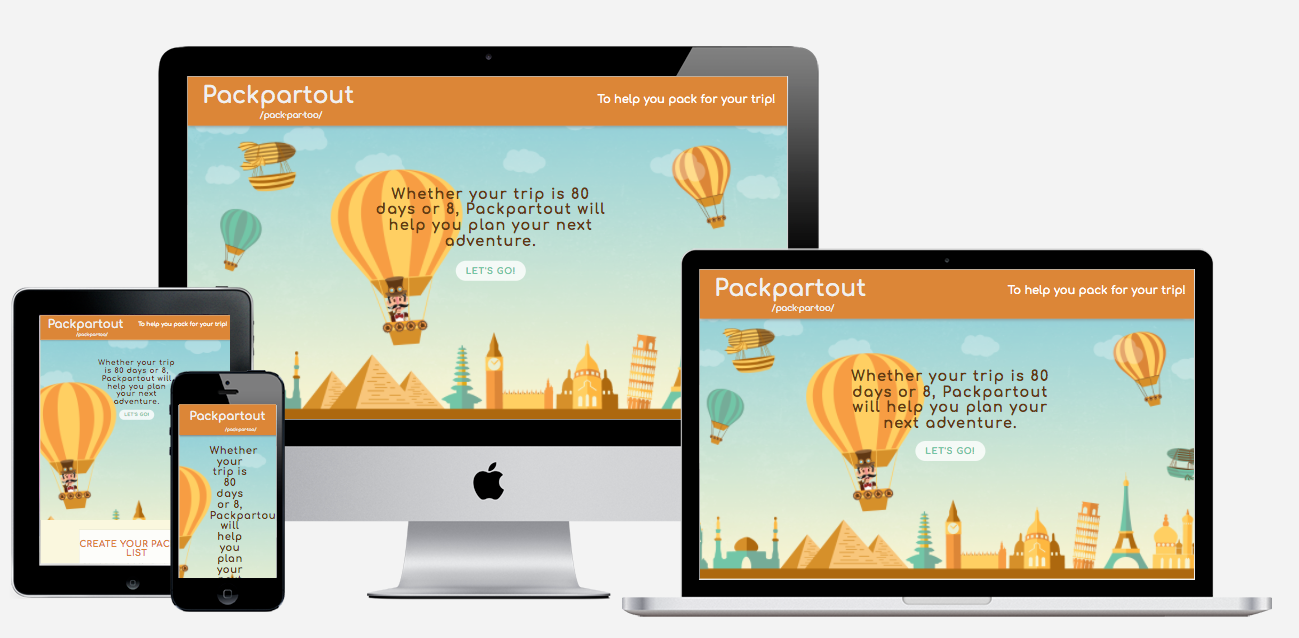 Packpartout
/pack·par·too/
To help you pack for your trip!
Whether your trip is 80
days or 8, Packpartout will
help you plan your next
adventure.
LET'S GO!
Packpartout
/pack·par·too/
To help you pack for your trip!
Whether your trip is 80
days or 8, Packpartout
will help you plan your
next adventure.
LET'S GO!
Packpartout
/pack·par·too/
To help you pack for your trip!
Whether your trip
is 80 days or 8,
Packpartout will
help you plan
your next
adventure.
LET'S GO!
CREATE YOUR PAC
LIST
Packpartout
/pack·par·too/
Whether
your
trip is
80
days
or 8,
Packpartou
will
help
you
plan
your